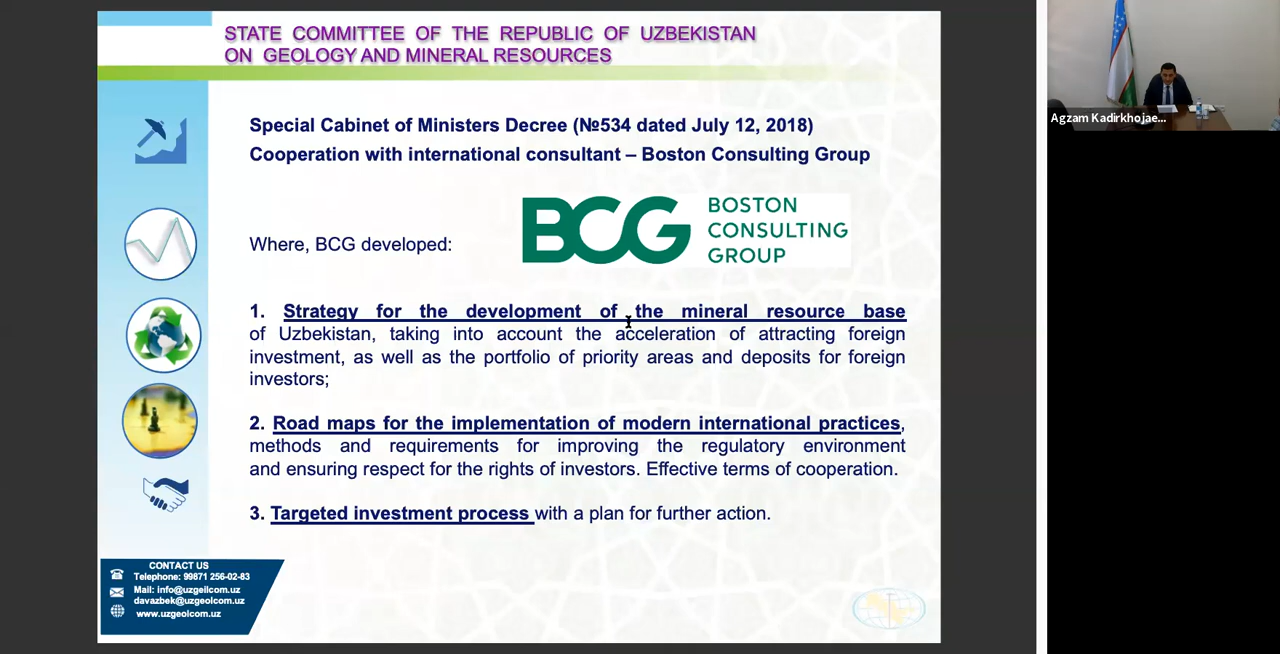 STATE COMMITTEE OF THE REPUBLIC OF UZBEKISTAN
ON GEOLOGY AND MINERAL RESOURCES
Special Cabinet of Ministers Decree (№534 dated July 12, 2018)
Cooperation with international consultant – Boston Consulting Group
BCG
BOSTON
CONSULTING
GROUP
Where, BCG developed:
1. Strategy for the development of the mineral resource base
of Uzbekistan, taking into account the acceleration of attracting foreign
investment, as well as the portfolio of priority areas and deposits for foreign
investors;
2. Road maps for the implementation of modern international practices,
methods and requirements for improving the regulatory environment
and ensuring respect for the rights of investors. Effective terms of cooperation.
3. Targeted investment process with a plan for further action.
CONTACT US
Telephone: 99871 256-02-83
Mail: info@uzgeilcom.uz
davazbek@uzgeolcom.uz
www.uzgeolcom.uz
Agzam Kadirkhojae...